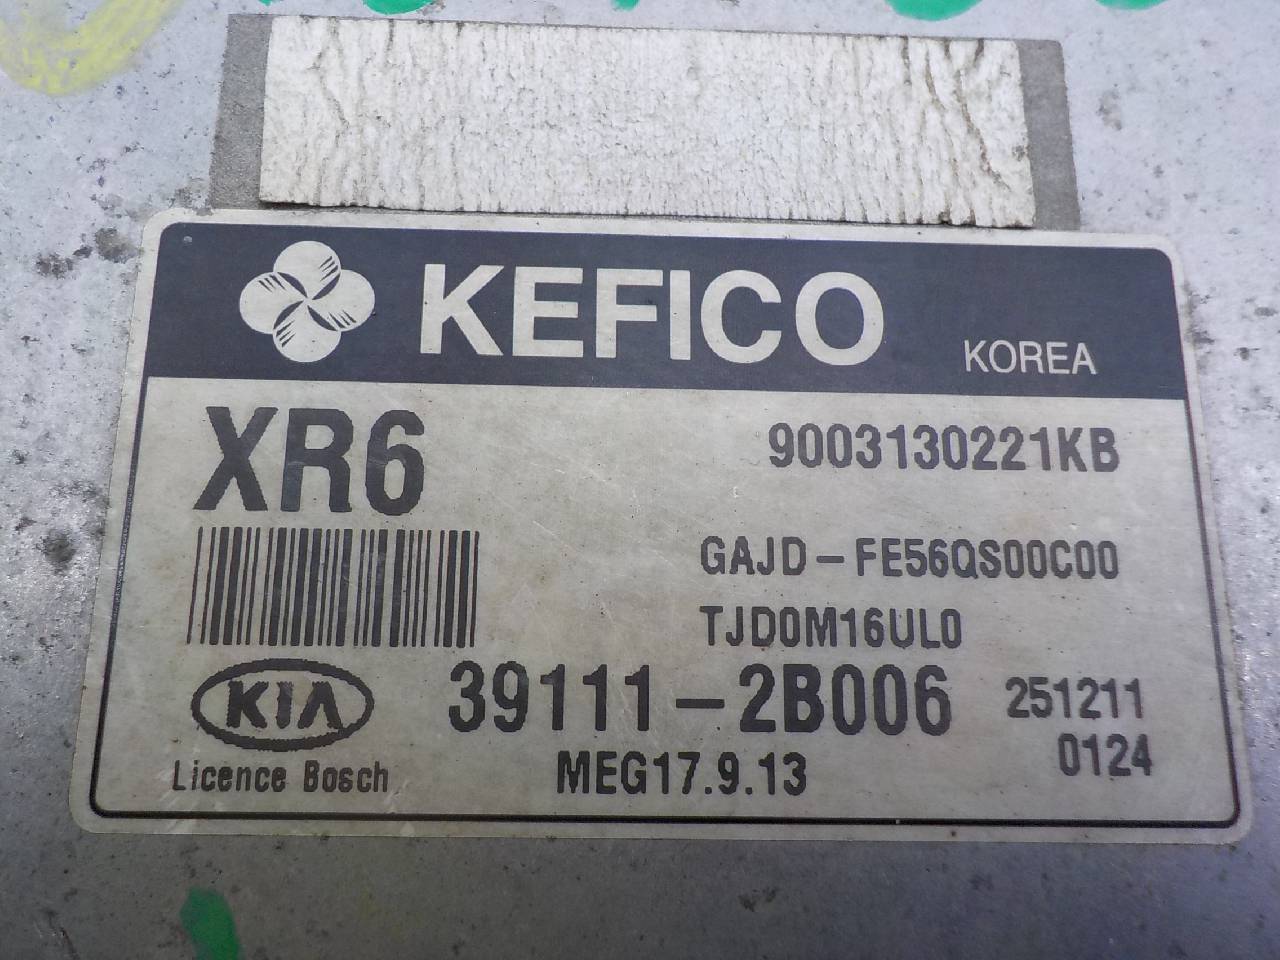 KEFICO KOREA
XR6 9003130221KB
GAJD-FE56QS00C00
TJD0M16UL0
KIA 39111-2B006 251211
Licence Bosch MEG17.9.13 0124